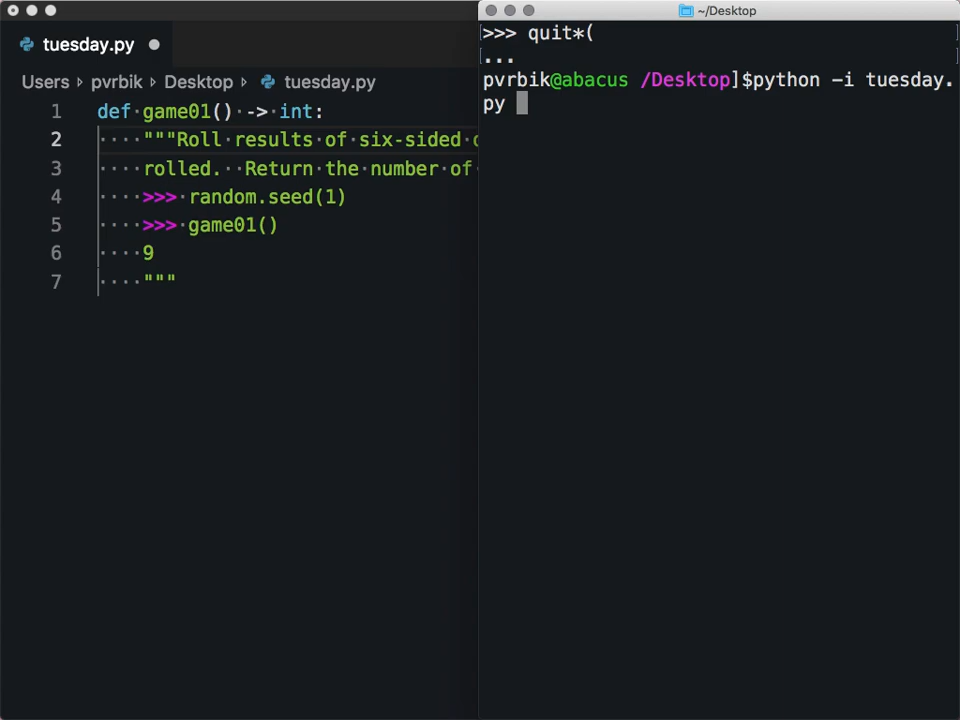 tuesday.py
Users pvrbik Desktop tuesday.py
1 def game01() -> int:
2 """Roll results of six-sided
3 rolled. Return the number of
4 >>> random.seed(1)
5 >>> game01()
6 9
7 """
~/Desktop
>>> quit*(
...
pvrbik@abacus /Desktop]$python -i tuesday.
py